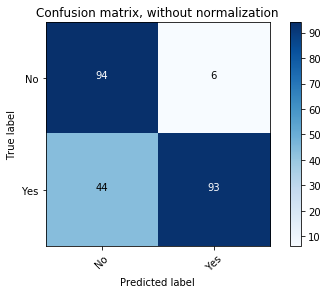 Confusion matrix, without normalization
True label
No
Yes
94
6
44
93
No
Yes
Predicted label
90
80
70
60
50
40
30
20
10